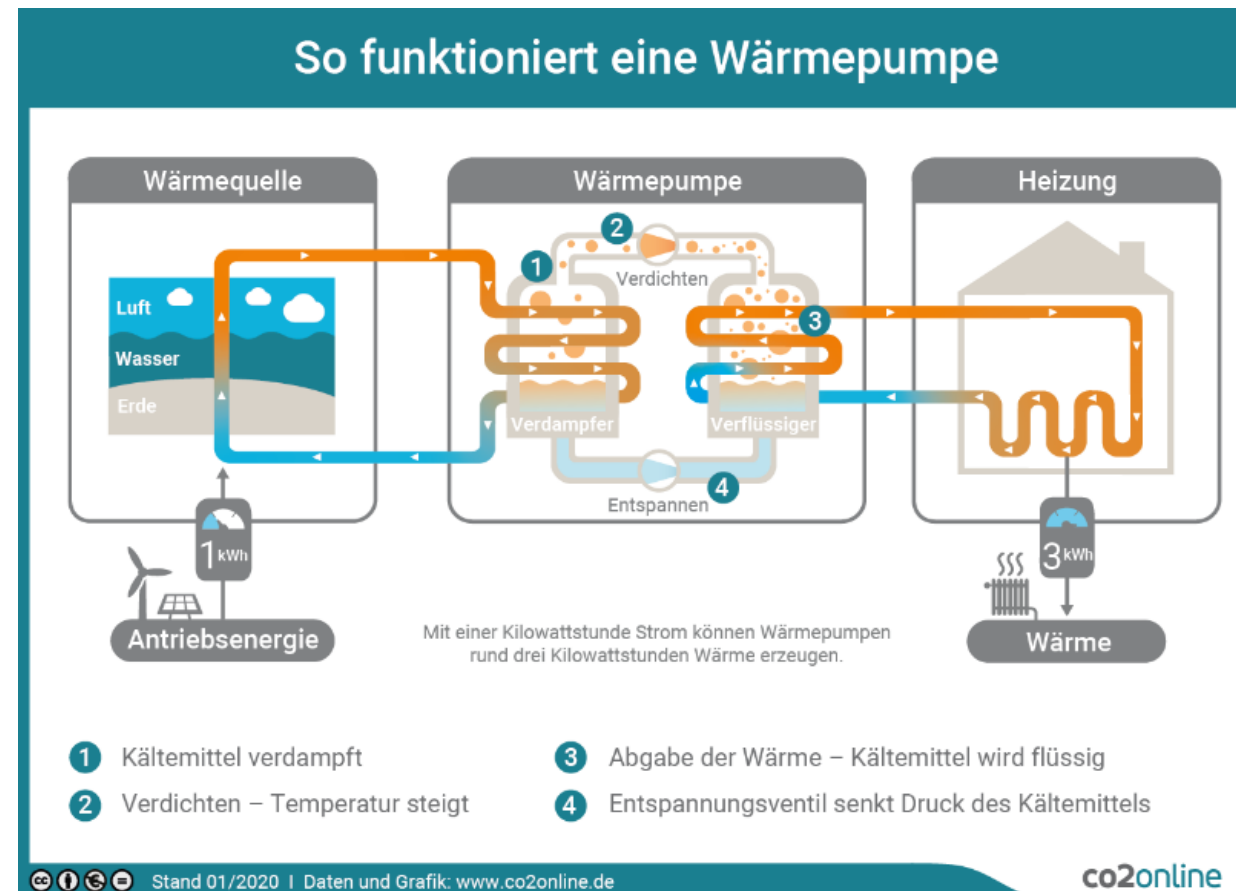 So funktioniert eine Wärmepumpe
Wärmequelle
Luft
Wasser
Erde
1 kWh
Antriebsenergie
Wärmepumpe
1
2
Verdichten
3
Verdampfer
Verflüssiger
4
Entspannen
Mit einer Kilowattstunde Strom können Wärmepumpen
rund drei Kilowattstunden Wärme erzeugen.
Heizung
3 kWh
Wärme
1 Kältemittel verdampft
2 Verdichten – Temperatur steigt
3 Abgabe der Wärme – Kältemittel wird flüssig
4 Entspannungsventil senkt Druck des Kältemittels
cc Stand 01/2020 I Daten und Grafik: www.co2online.de
co2online